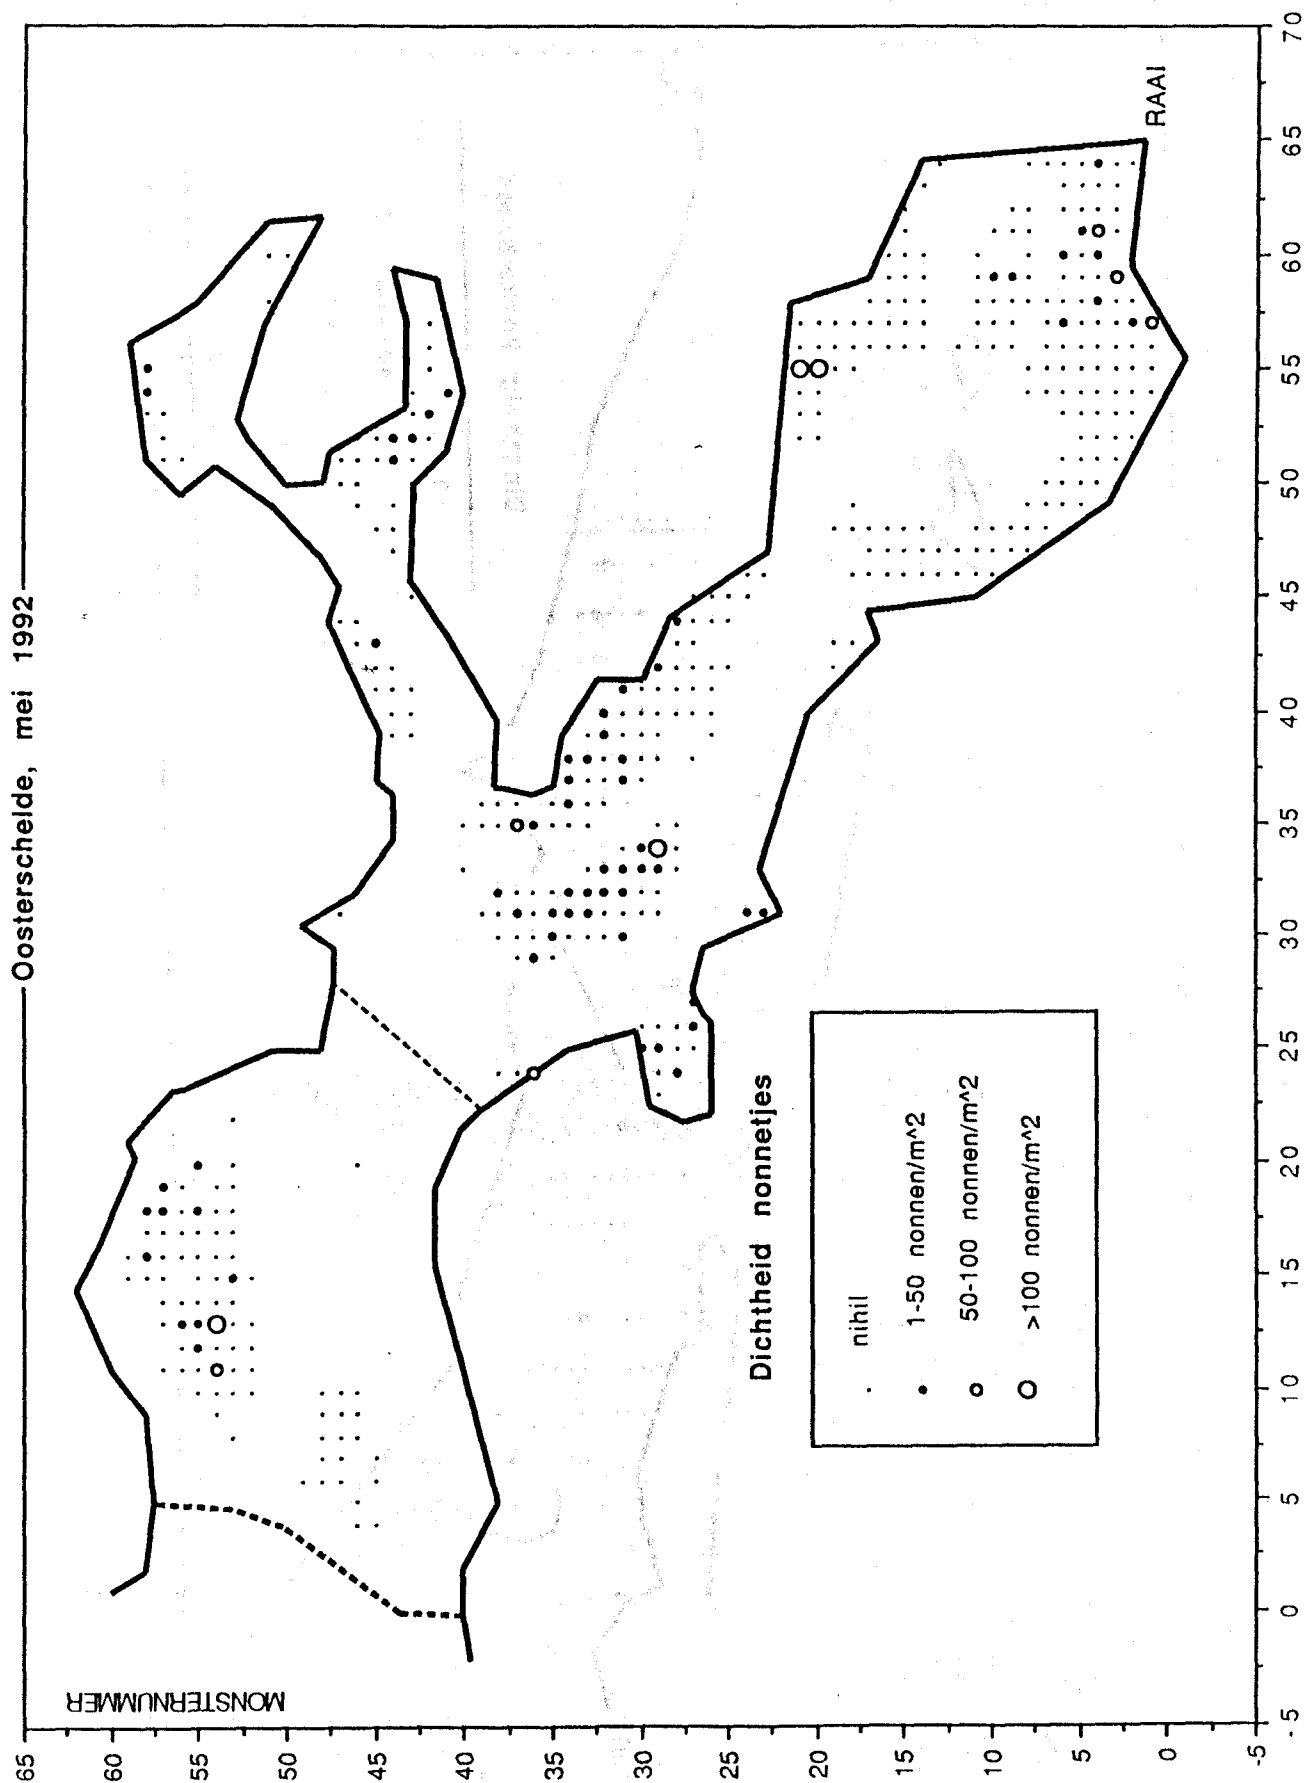 Oosterschelde, mei 1992
MONSTERNUMMER
65
60
55
50
45
40
35
30
25
20
15
10
5
0
-5
-5 0 5 10 15 20 25 30 35 40 45 50 55 60 65 70
RAAI
Dichtheid nonnetjes
nihil
1-50 nonnen/m^2
50-100 nonnen/m^2
>100 nonnen/m^2